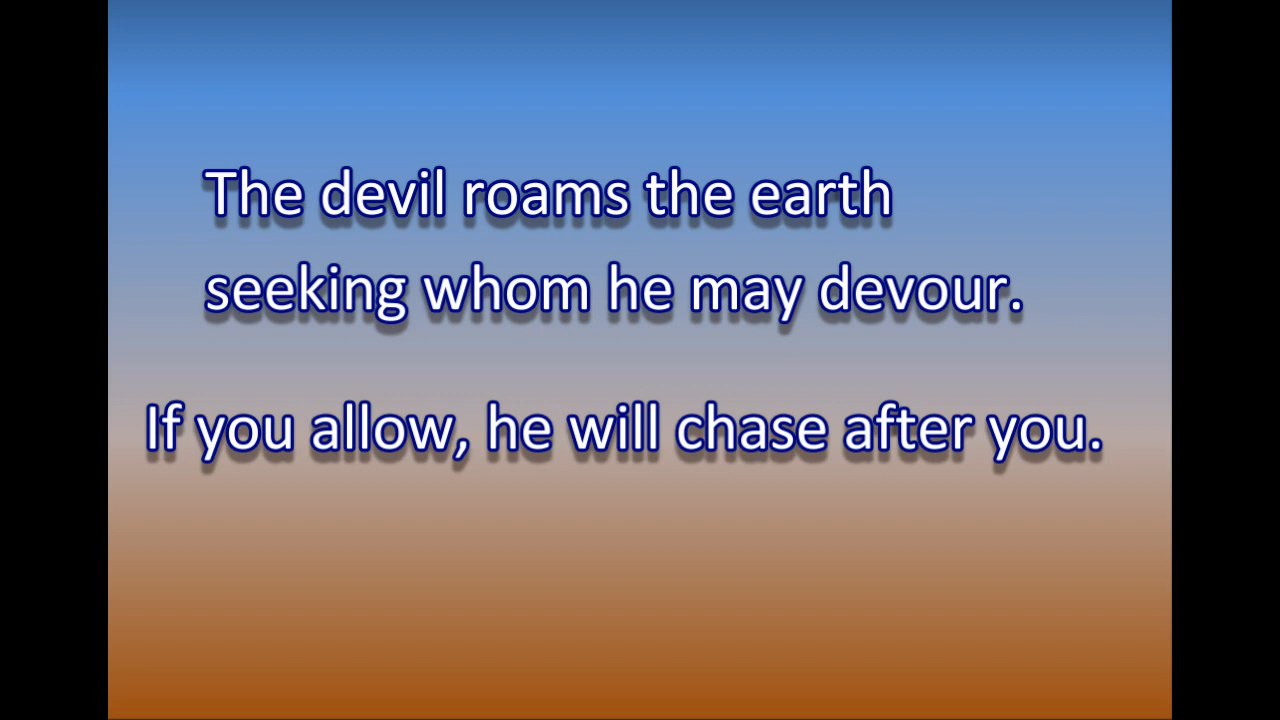 The devil roams the earth
seeking whom he may devour.
If you allow, he will chase after you.